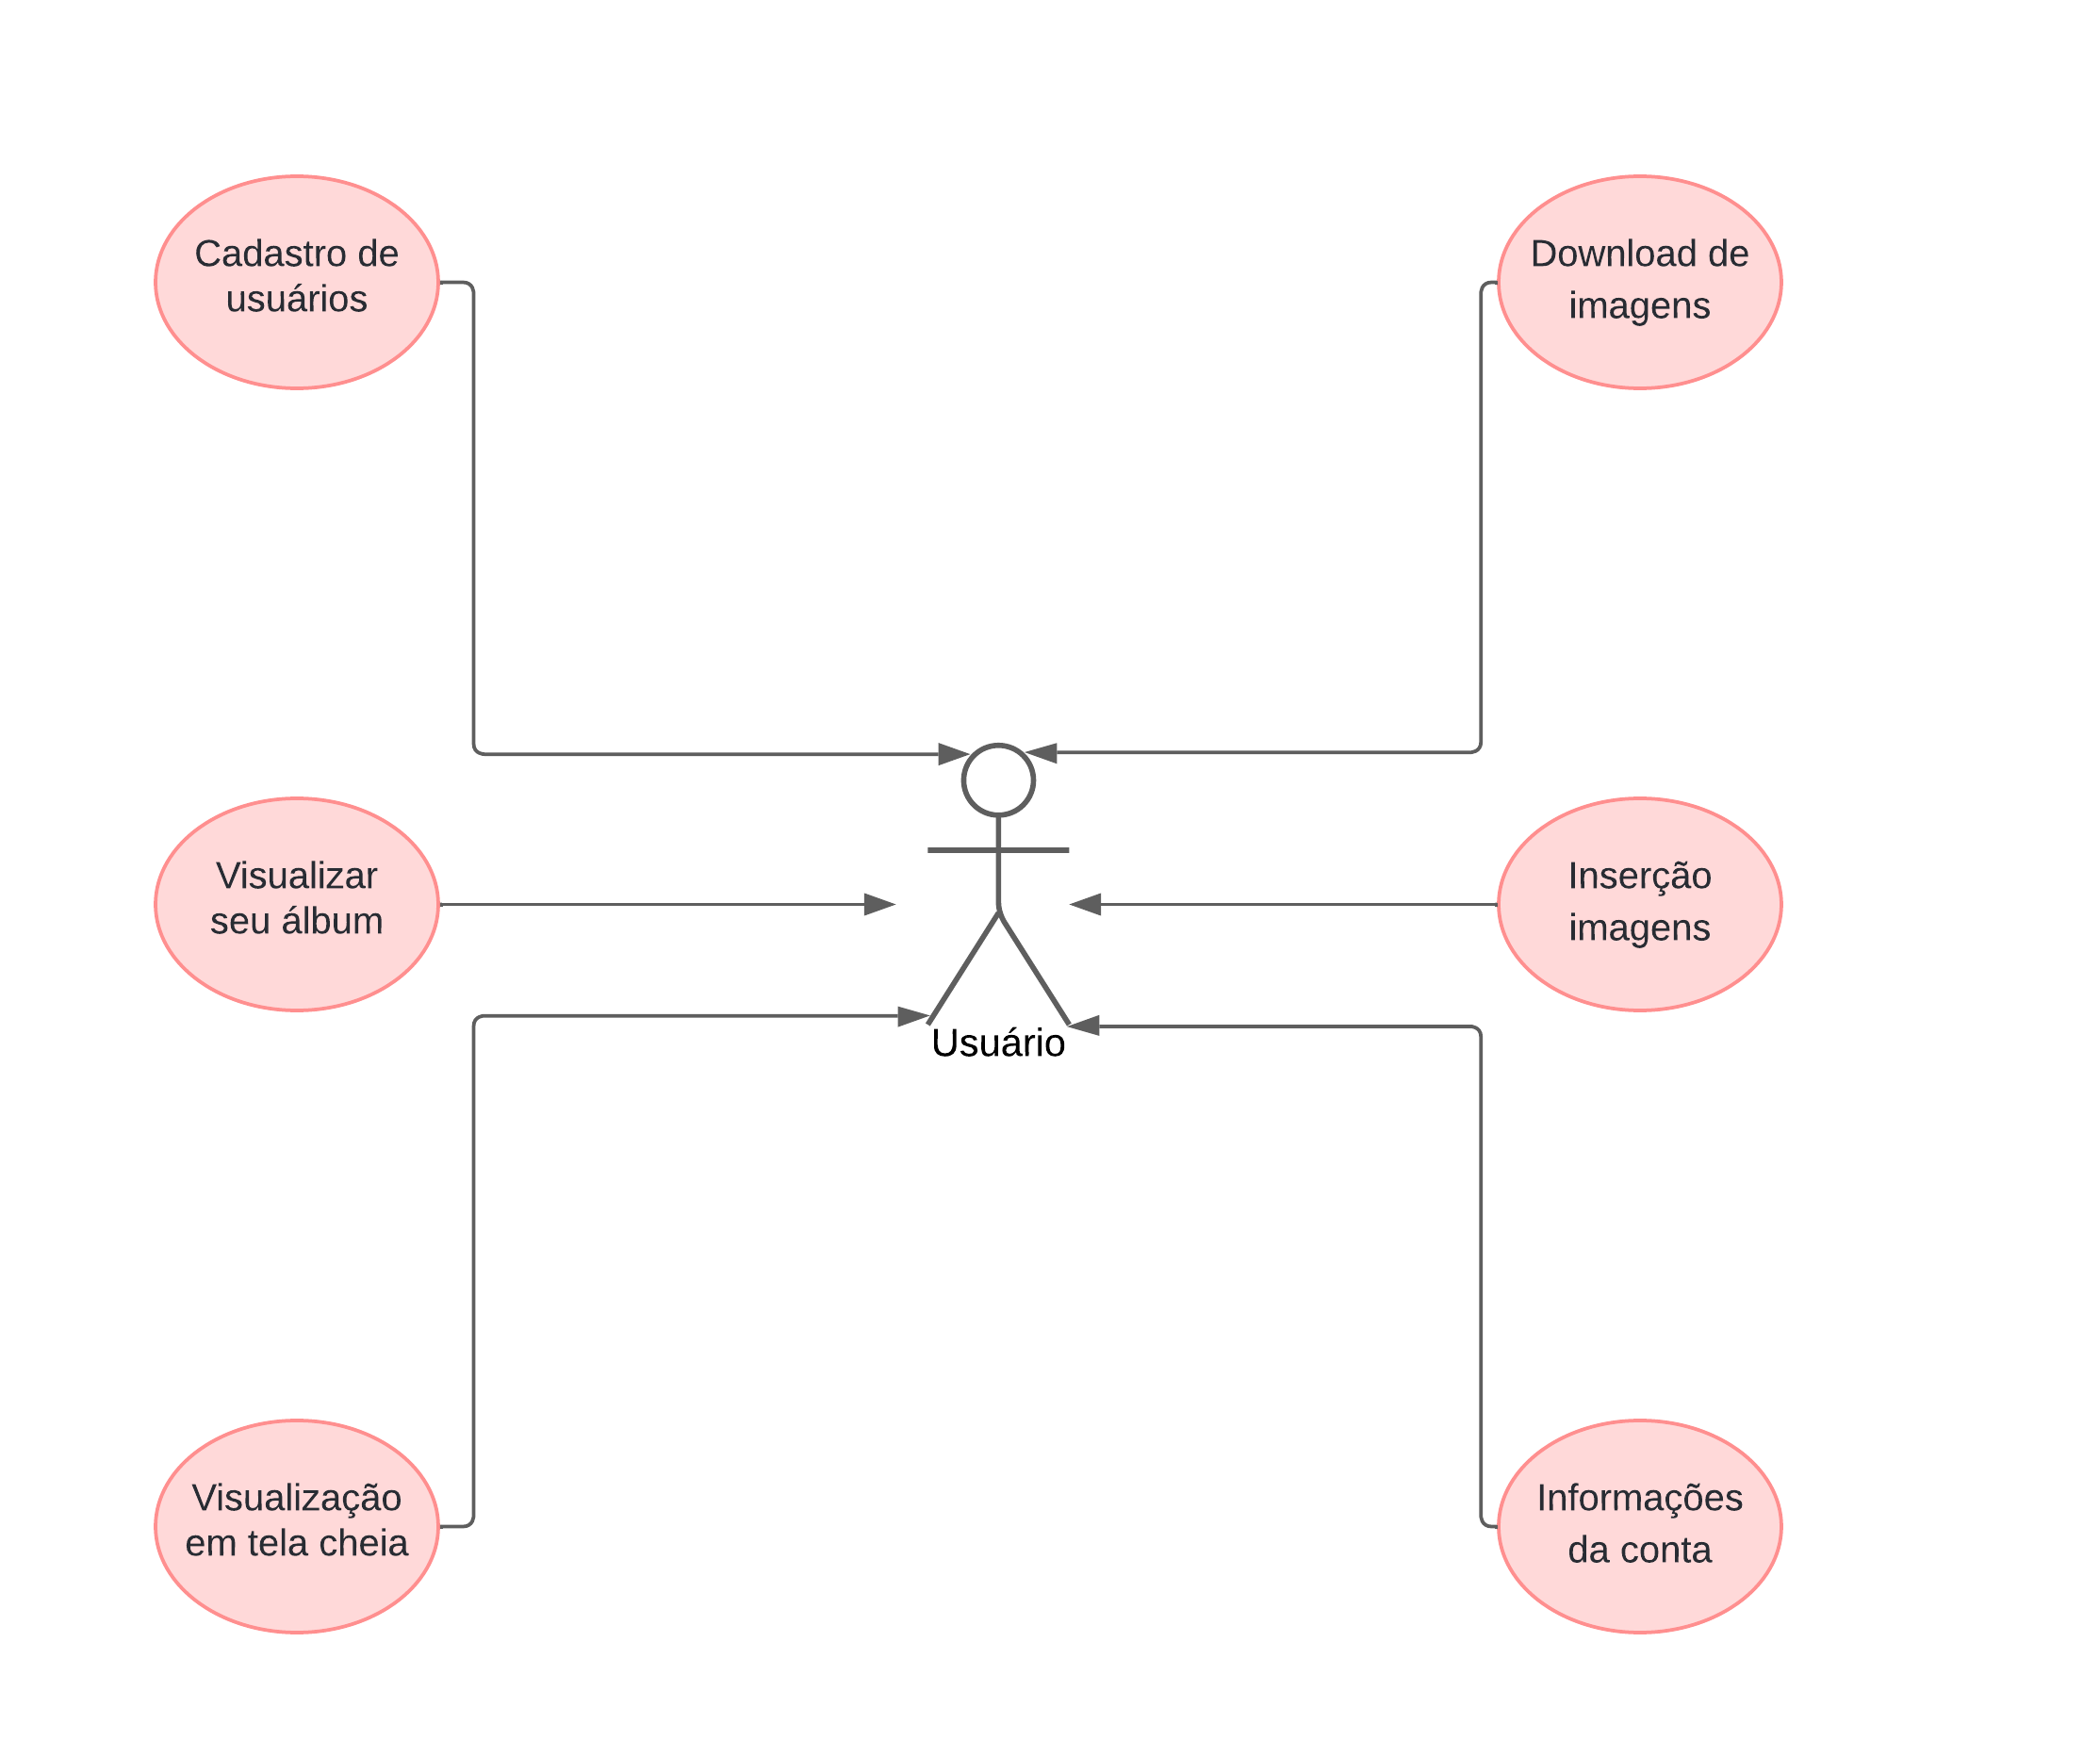 Cadastro de
usuários
Download de
imagens
Visualizar
seu álbum
Inserção
imagens
Usuário
Visualização
em tela cheia
Informações
da conta